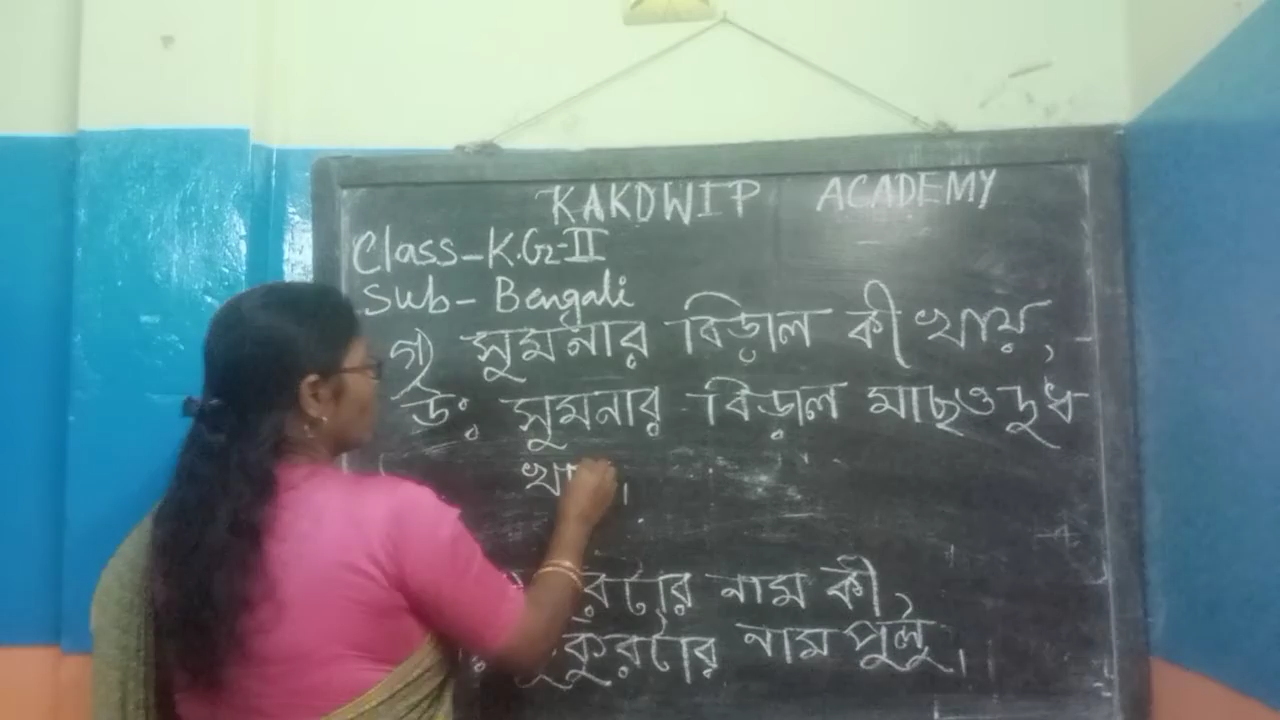 KAKDWIP ACADEMY
Class-K.G-II
Sub- Bengali
গ) সুমনার বিড়াল কী খায়,
উঃ সুমনার বিড়াল মাছ ও দুধ
নাম কী,
নাম পুলু।